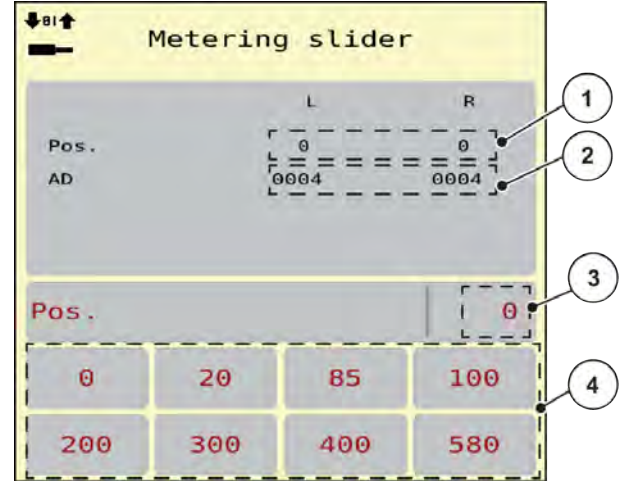 Metering slider
L R
Pos. 0 0
AD 0004 0004
Pos. 0
0 20 85 100
200 300 400 580
1
2
3
4